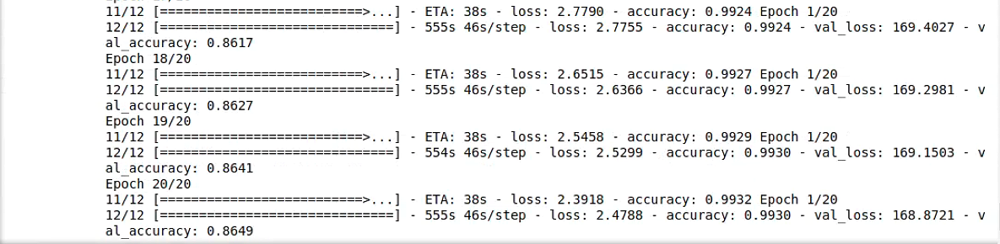 11/12 [==========================>...] - ETA: 38s - loss: 2.7790 - accuracy: 0.9924 Epoch 1/20
12/12 [==============================] - 555s 46s/step - loss: 2.7755 - accuracy: 0.9924 - val_loss: 169.4027 - v
al_accuracy: 0.8617
Epoch 18/20
11/12 [==========================>...] - ETA: 38s - loss: 2.6515 - accuracy: 0.9927 Epoch 1/20
12/12 [==============================] - 555s 46s/step - loss: 2.6366 - accuracy: 0.9927 - val_loss: 169.2981 - v
al_accuracy: 0.8627
Epoch 19/20
11/12 [==========================>...] - ETA: 38s - loss: 2.5458 - accuracy: 0.9929 Epoch 1/20
12/12 [==============================] - 554s 46s/step - loss: 2.5299 - accuracy: 0.9930 - val_loss: 169.1503 - v
al_accuracy: 0.8641
Epoch 20/20
11/12 [==========================>...] - ETA: 38s - loss: 2.3918 - accuracy: 0.9932 Epoch 1/20
12/12 [==============================] - 555s 46s/step - loss: 2.4788 - accuracy: 0.9930 - val_loss: 168.8721 - v
al_accuracy: 0.8649